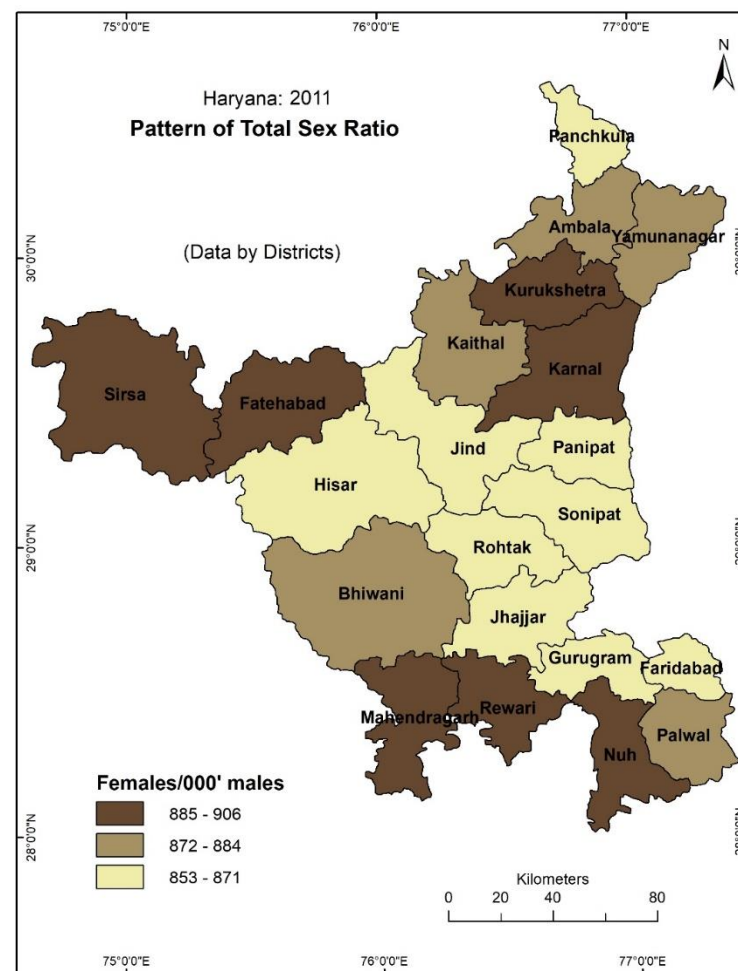 75°0'0"E 76°0'0"E 77°0'0"E
N
Haryana: 2011
Pattern of Total Sex Ratio
(Data by Districts)
Panchkula
Ambala
Yamunanagar
30°0'0"N
Kurukshetra
Kaithal
Karnal
Sirsa
Fatehabad
Jind
Panipat
Hisar
Sonipat
29°0'0"N
Rohtak
Bhiwani
Jhajjar
Gurugram
Faridabad
Mahendragarh
Rewari
Palwal
Nuh
28°0'0"N
Females/000' males
885 - 906
872 - 884
853 - 871
Kilometers
0 20 40 60 80
75°0'0"E 76°0'0"E 77°0'0"E